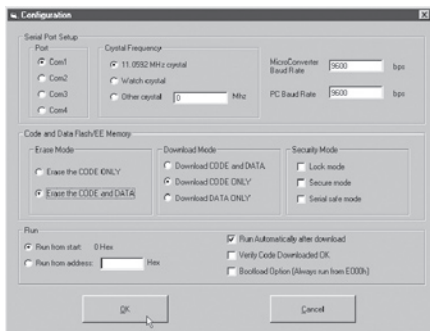 Configuration
Serial Port Setup
Port
Com1
Com2
Com3
Com4
Crystal Frequency
11.0592 MHz crystal
Watch crystal
Other crystal 0 Mhz
MicroConverter Baud Rate 9600 bps
PC Baud Rate 9600 bps
Code and Data Flash/EE Memory
Erase Mode
Erase the CODE ONLY
Erase the CODE and DATA
Download Mode
Download CODE and DATA
Download CODE ONLY
Download DATA ONLY
Security Mode
Lock mode
Secure mode
Serial safe mode
Run
Run from start 0 Hex
Run from address: Hex
Run Automatically after download
Verify Code Downloaded OK
Bootload Option (Always run from E000h)
OK
Cancel